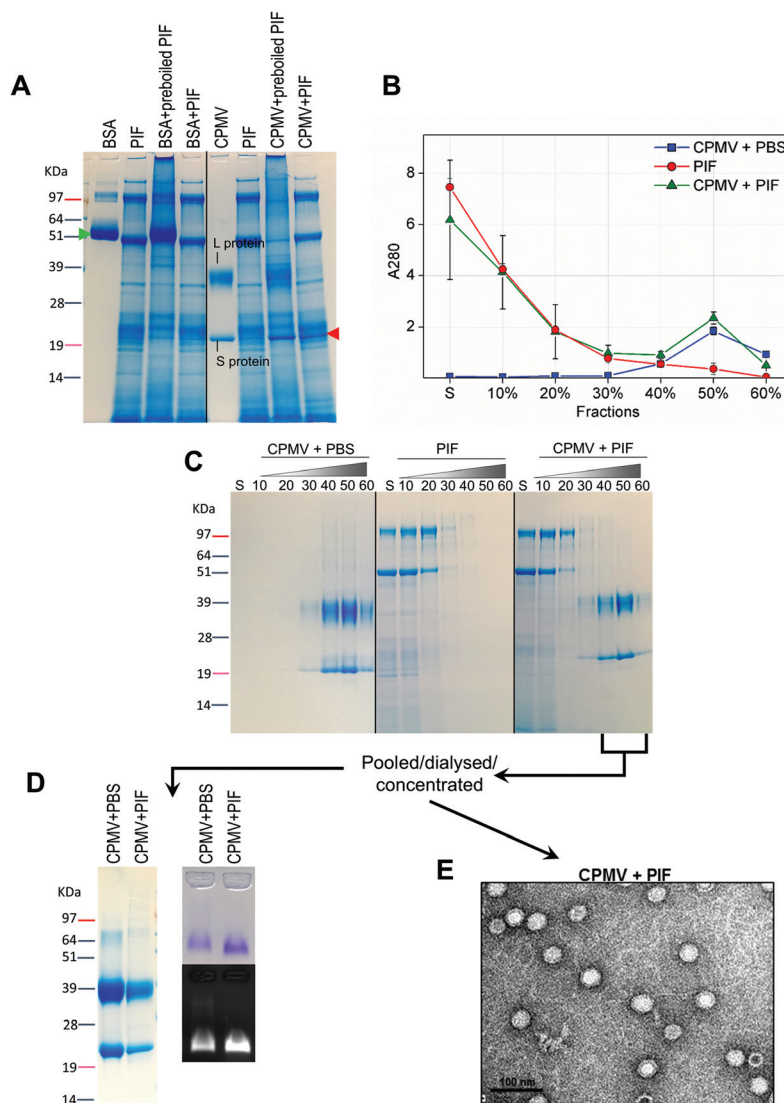 A
BSA
PIF
BSA+preboiled PIF
BSA+PIF
CPMV
PIF
CPMV+preboiled PIF
CPMV+PIF
KDa
97
64
51
39
28
19
14
L protein
S protein
B
CPMV + PBS
PIF
CPMV + PIF
A280
8
6
4
2
S 10% 20% 30% 40% 50% 60%
Fractions
C
CPMV + PBS PIF CPMV + PIF
S 10 20 30 40 50 60 S 10 20 30 40 50 60 S 10 20 30 40 50 60
97
64
51
39
28
19
14
Pooled/dialysed/
concentrated
D
CPMV+PBS
CPMV+PIF
CPMV+PBS
CPMV+PIF
KDa
97
64
51
39
28
19
14
E
CPMV + PIF
100 nm